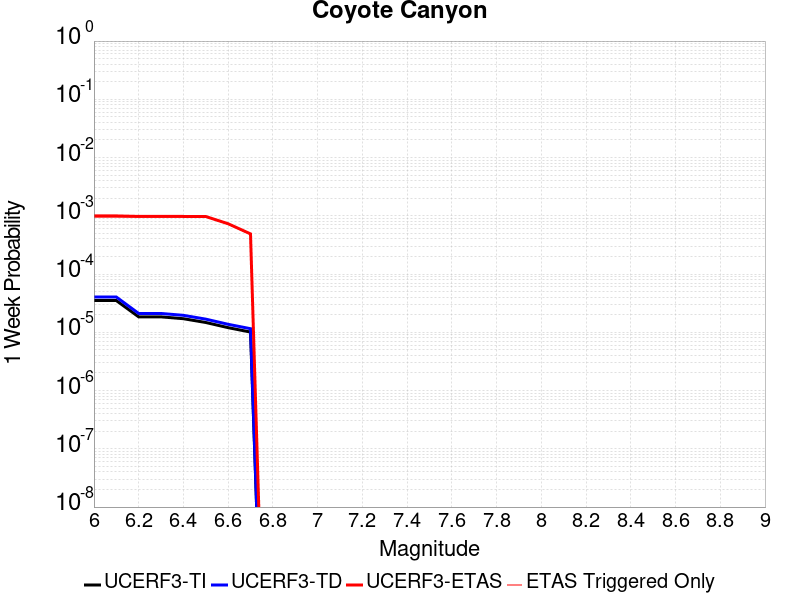 Coyote Canyon
10^0
10^-1
10^-2
10^-3
10^-4
10^-5
10^-6
10^-7
10^-8
1 Week Probability
6 6.2 6.4 6.6 6.8 7 7.2 7.4 7.6 7.8 8 8.2 8.4 8.6 8.8 9
Magnitude
UCERF3-TI UCERF3-TD UCERF3-ETAS ETAS Triggered Only